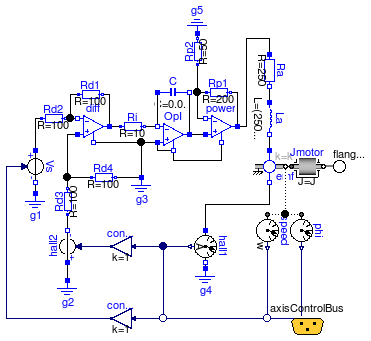 g5
Rp2
R=50
Rd1
R=100
diff
Rd2
R=100
C
C=0.0.
Ri
R=10
OpI
Rp1
R=200
power
Ra
R=250
La
L=(250
Vs
g1
Rd4
R=100
g3
Rd3
R=100
k=k
emf
Jmotor
J=J
flang...
hall2
g2
con...
k=1
hall1
A
g4
speed
w
phi
con...
k=1
axisControlBus